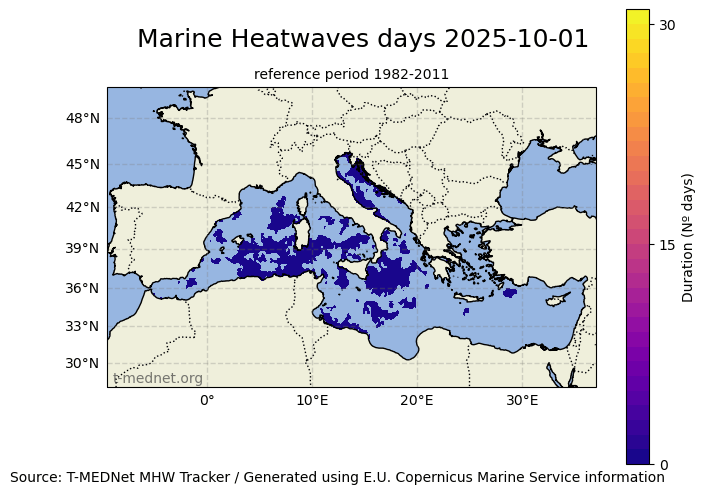 Marine Heatwaves days 2025-10-01
reference period 1982-2011
30
48°N
45°N
42°N
39°N
36°N
33°N
30°N
15
Duration (Nº days)
t-mednet.org
0°
10°E
20°E
30°E
0
Source: T-MEDNet MHW Tracker / Generated using E.U. Copernicus Marine Service information